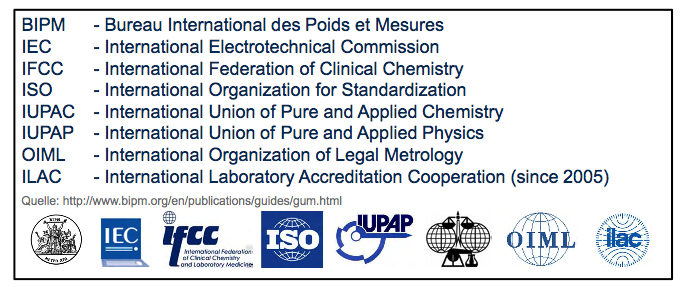 BIPM - Bureau International des Poids et Mesures
IEC - International Electrotechnical Commission
IFCC - International Federation of Clinical Chemistry
ISO - International Organization for Standardization
IUPAC - International Union of Pure and Applied Chemistry
IUPAP - International Union of Pure and Applied Physics
OIML - International Organization of Legal Metrology
ILAC - International Laboratory Accreditation Cooperation (since 2005)
Quelle: http://www.bipm.org/en/publications/guides/gum.html
IEC
ifcc
International Federation
of Clinical Chemistry
and Laboratory Medicine
ISO
IUPAP
OIML
ilac